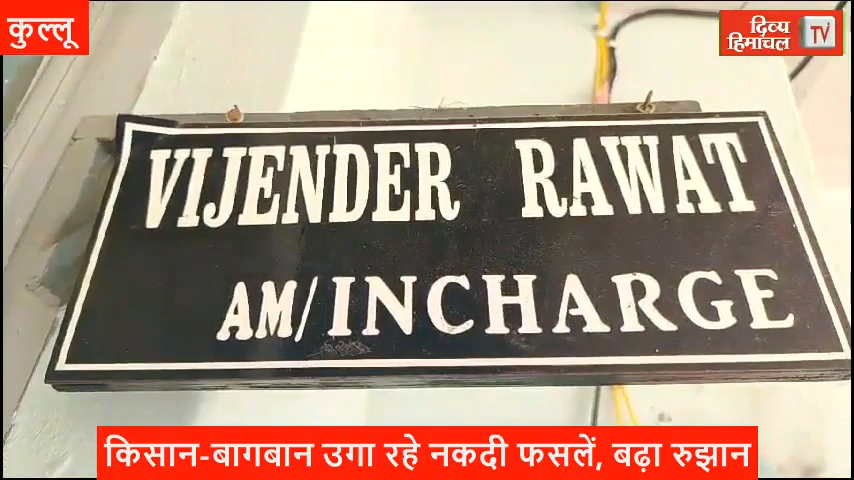 कुल्लू
दिव्य
हिमाचल TV
VIJENDER RAWAT
AM/INCHARGE
किसान-बागबान उगा रहे नकदी फसलें, बढ़ा रुझान